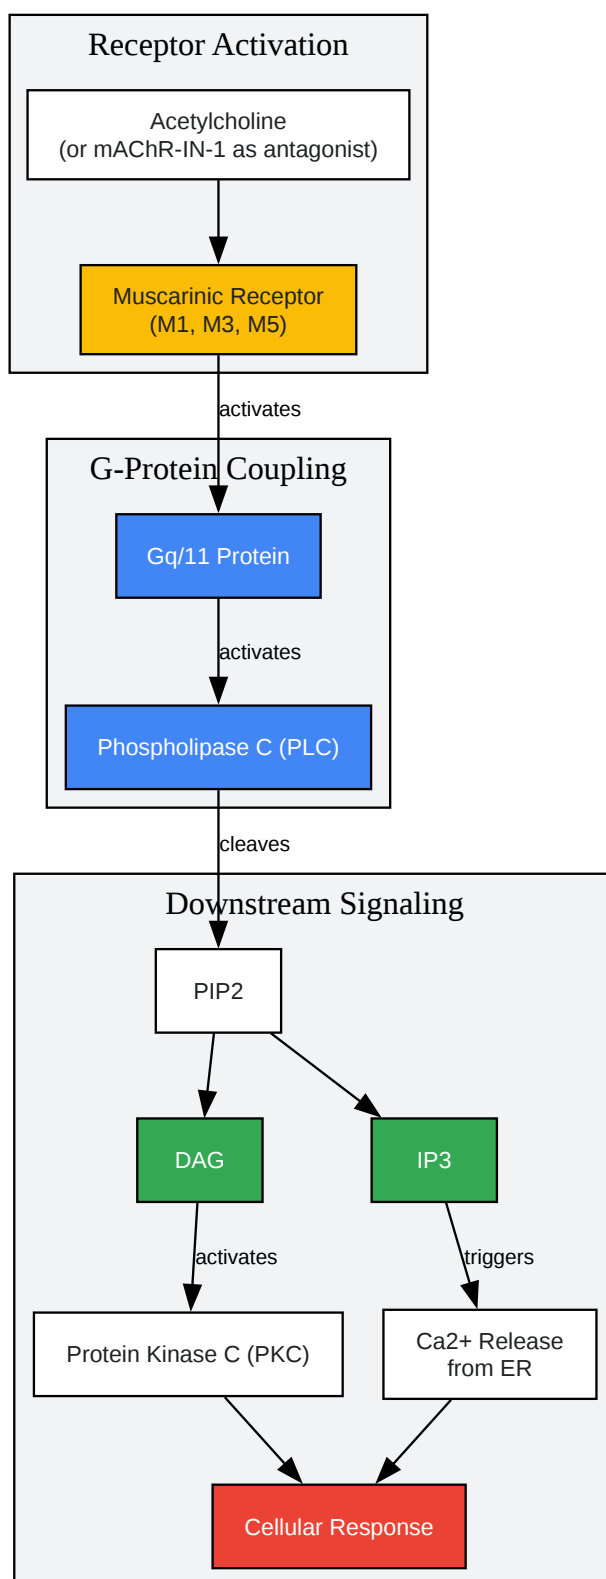 Receptor Activation
Acetylcholine
(or mAChR-IN-1 as antagonist)
Muscarinic Receptor
(M1, M3, M5)
activates
G-Protein Coupling
Gq/11 Protein
activates
Phospholipase C (PLC)
cleaves
Downstream Signaling
PIP2
DAG
IP3
activates
triggers
Protein Kinase C (PKC)
Ca2+ Release
from ER
Cellular Response